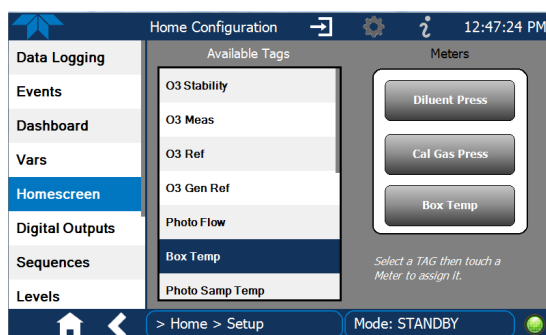 Home Configuration
12:47:24 PM
Data Logging
Events
Dashboard
Vars
Homescreen
Digital Outputs
Sequences
Levels
Available Tags
O3 Stability
O3 Meas
O3 Ref
O3 Gen Ref
Photo Flow
Box Temp
Photo Samp Temp
Meters
Diluent Press
Cal Gas Press
Box Temp
Select a TAG then touch a
Meter to assign it.
> Home > Setup
Mode: STANDBY